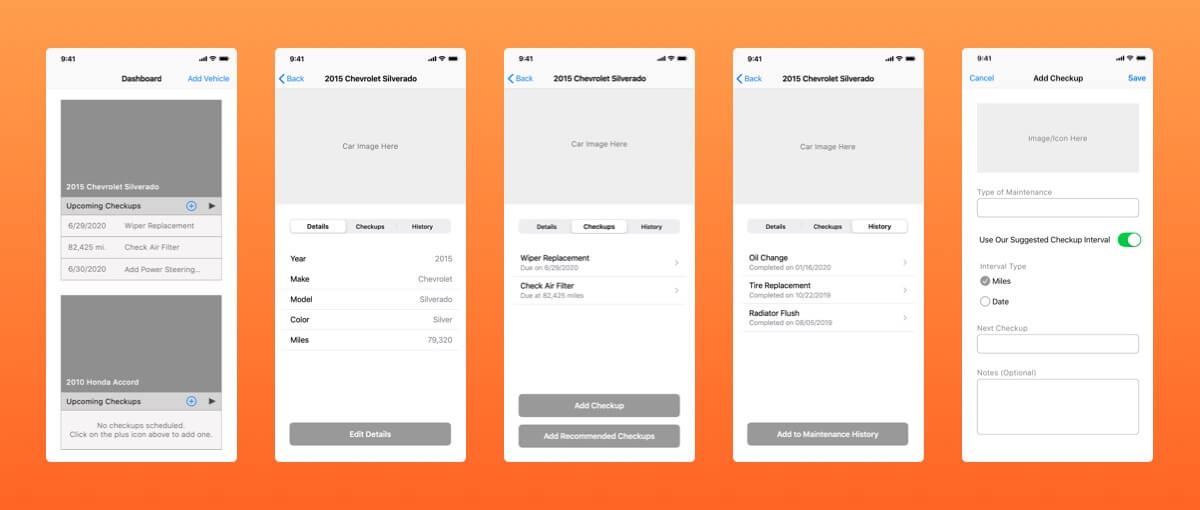 9:41
Dashboard
Add Vehicle
2015 Chevrolet Silverado
Upcoming Checkups
6/29/2020 Wiper Replacement
82,425 mi. Check Air Filter
6/30/2020 Add Power Steering...
2010 Honda Accord
Upcoming Checkups
No checkups scheduled.
Click on the plus icon above to add one.
9:41
Back
2015 Chevrolet Silverado
Car Image Here
Details Checkups History
Year 2015
Make Chevrolet
Model Silverado
Color Silver
Miles 79,320
Edit Details
9:41
Back
2015 Chevrolet Silverado
Car Image Here
Details Checkups History
Wiper Replacement
Due on 6/29/2020
Check Air Filter
Due at 82,425 miles
Add Checkup
Add Recommended Checkups
9:41
Back
2015 Chevrolet Silverado
Car Image Here
Details Checkups History
Oil Change
Completed on 01/16/2020
Tire Replacement
Completed on 10/22/2019
Radiator Flush
Completed on 08/05/2019
Add to Maintenance History
9:41
Cancel
Add Checkup
Save
Image/Icon Here
Type of Maintenance
Use Our Suggested Checkup Interval
Interval Type
Miles
Date
Next Checkup
Notes (Optional)